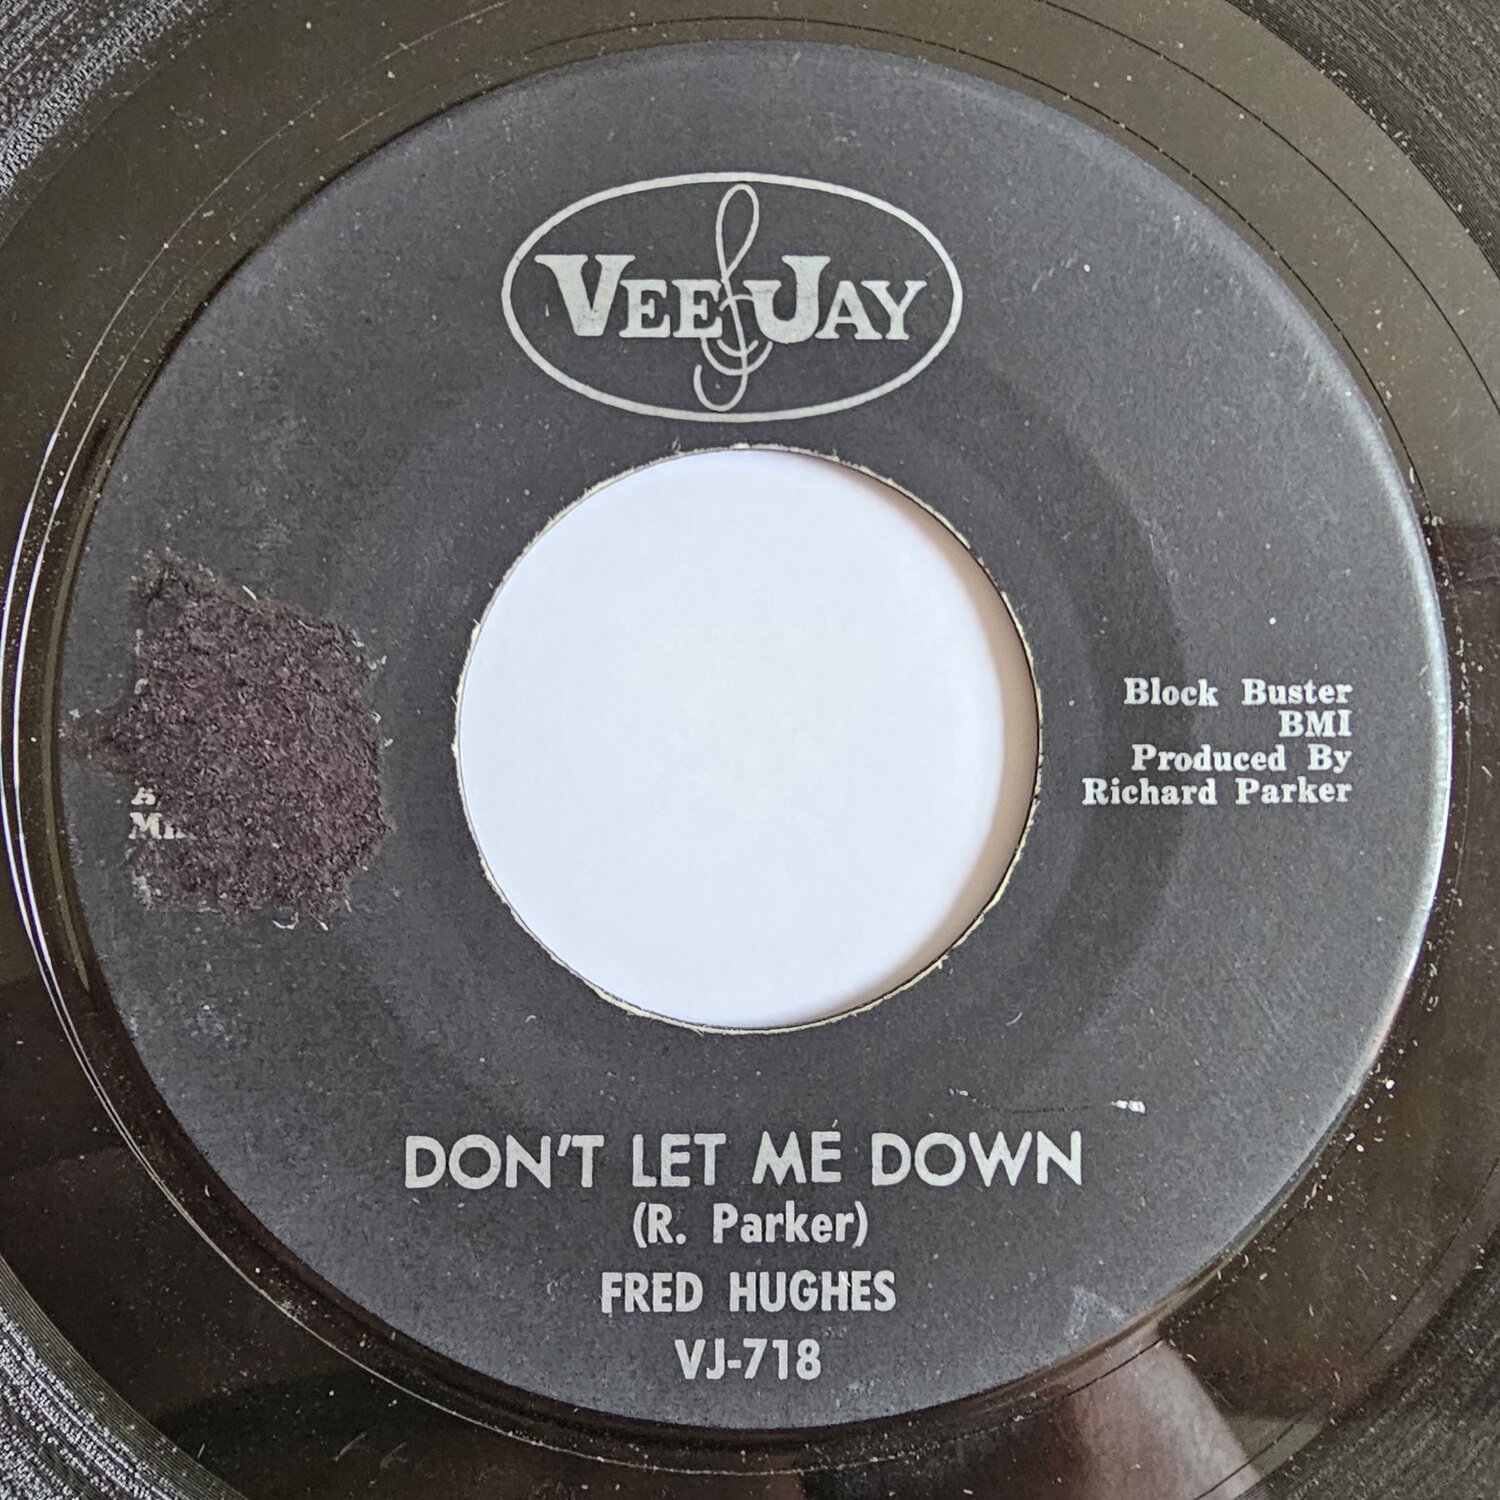 VEE JAY
Block Buster
BMI
Produced By
Richard Parker
DON'T LET ME DOWN
(R. Parker)
FRED HUGHES
VJ-718